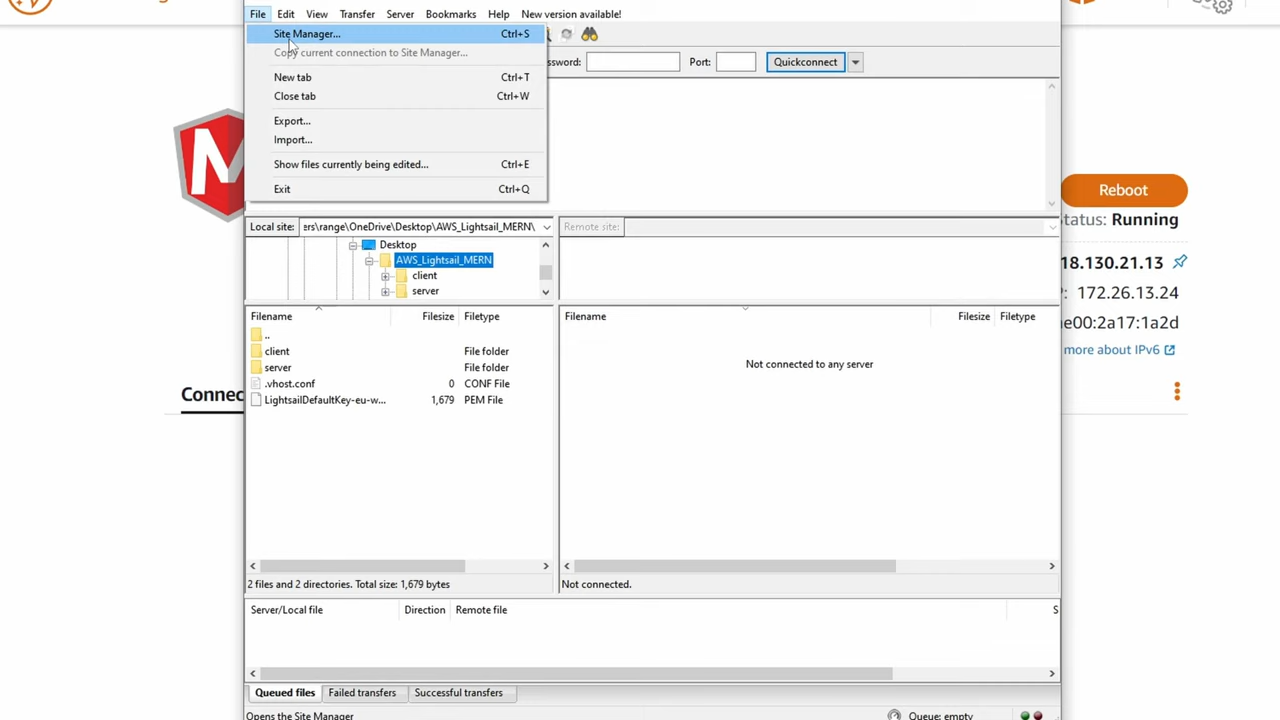 File Edit View Transfer Server Bookmarks Help New version available!
Site Manager... Ctrl+S
Copy current connection to Site Manager...
New tab Ctrl+T
Close tab Ctrl+W
Export...
Import...
Show files currently being edited... Ctrl+E
Exit Ctrl+Q
ssword: Port: Quickconnect
M
Reboot
tatus: Running
18.130.21.13
: 172.26.13.24
e00:2a17:1a2d
more about IPv6
Connec
Local site: ers\range\OneDrive\Desktop\AWS_Lightsail_MERN\
Remote site:
Desktop
AWS_Lightsail_MERN
client
server
Filename Filesize Filetype
..
client File folder
server File folder
.vhost.conf 0 CONF File
LightsailDefaultKey-eu-w... 1,679 PEM File
2 files and 2 directories. Total size: 1,679 bytes
Filename Filesize Filetype
Not connected to any server
Not connected.
Server/Local file Direction Remote file S
Queued files Failed transfers Successful transfers
Opens the Site Manager Queue: empty